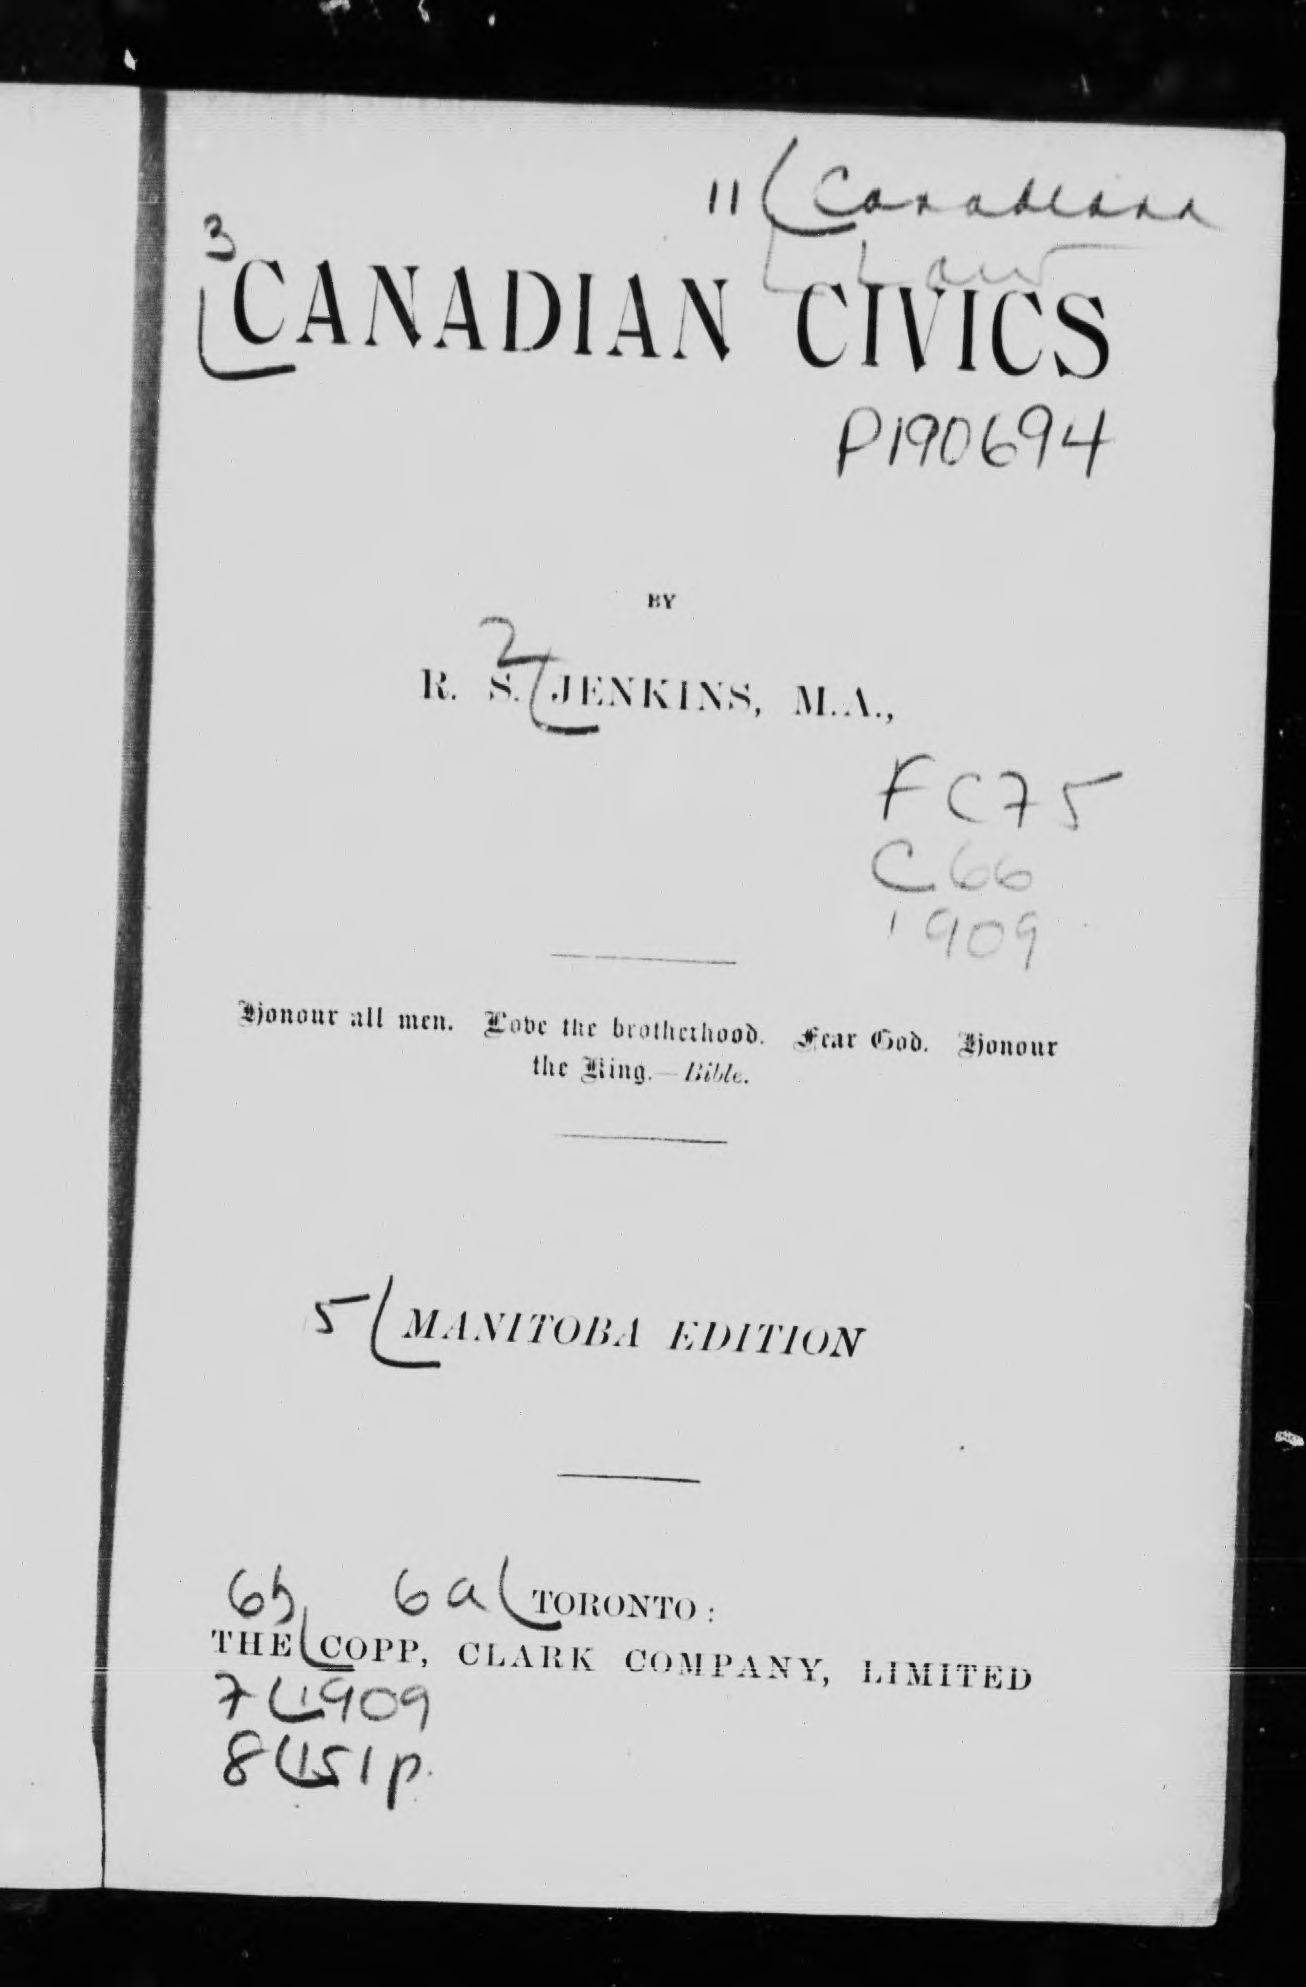 11 Canadiana
Law
3
CANADIAN CIVICS
P190694
BY
2
R. S. JENKINS, M.A.,
FC75
C66
1909
Honour all men. Love the brotherhood. Fear God. Honour
the King.—Bible.
5 MANITOBA EDITION
6b 6a TORONTO:
THE COPP, CLARK COMPANY, LIMITED
7 1909
8 151p.